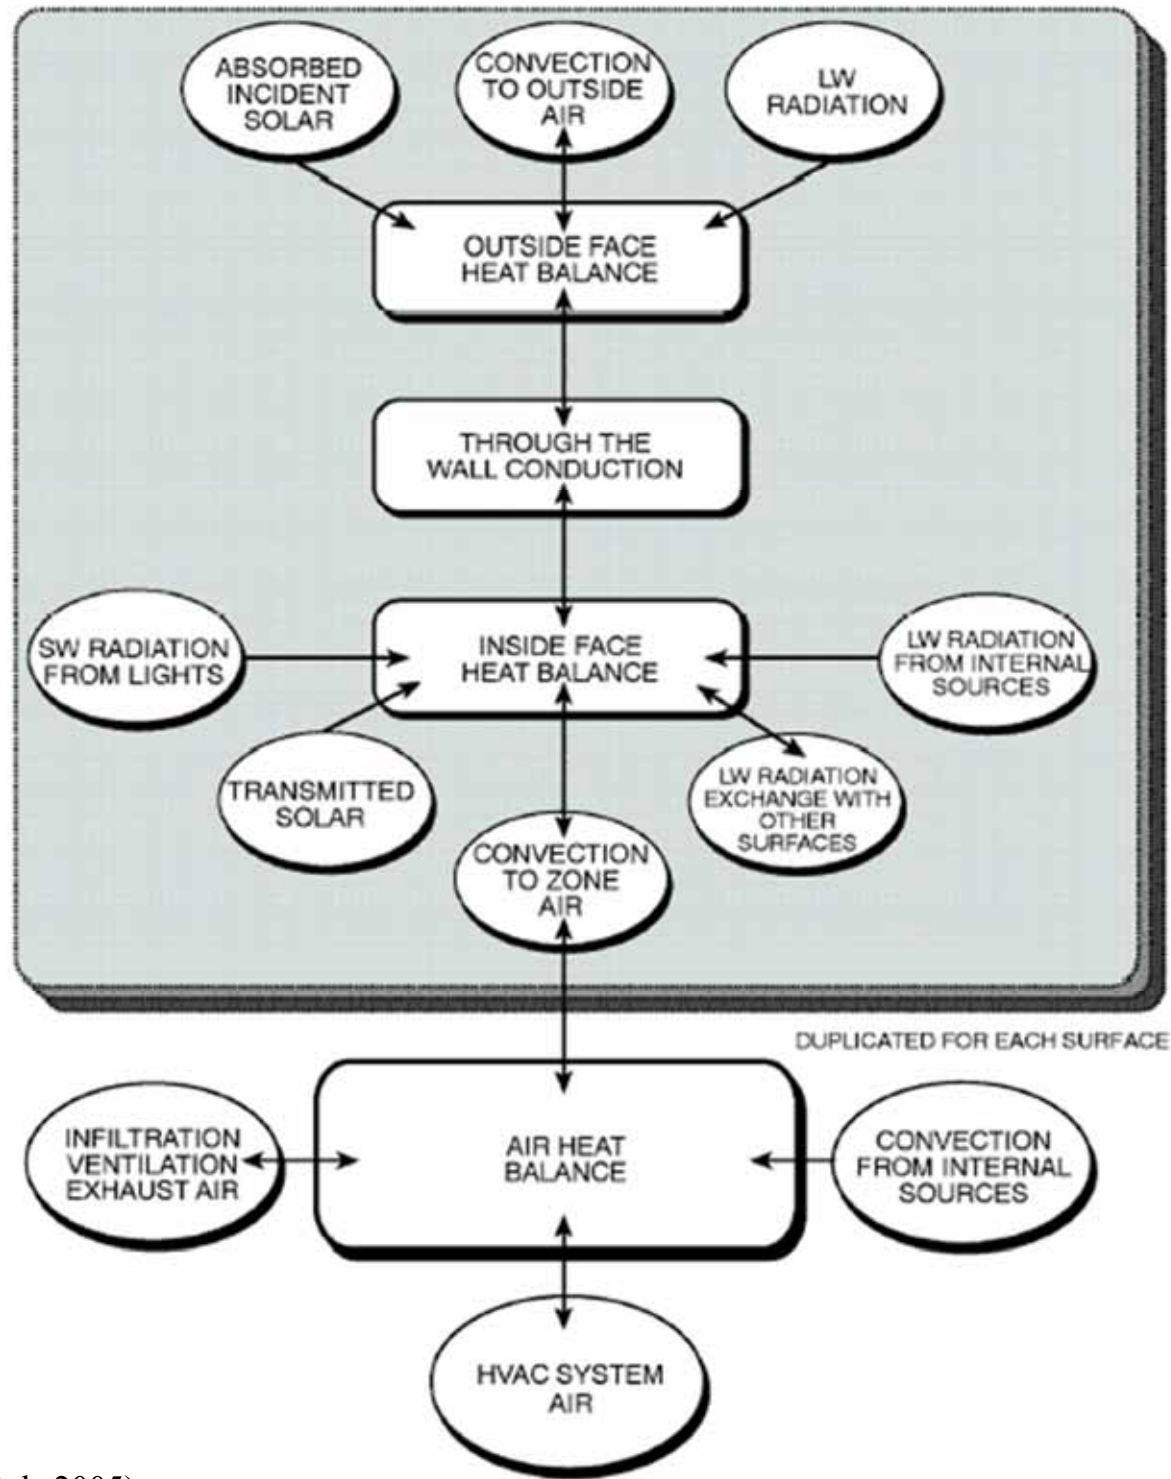 ABSORBED
INCIDENT
SOLAR
CONVECTION
TO OUTSIDE
AIR
LW
RADIATION
OUTSIDE FACE
HEAT BALANCE
THROUGH THE
WALL CONDUCTION
SW RADIATION
FROM LIGHTS
INSIDE FACE
HEAT BALANCE
LW RADIATION
FROM INTERNAL
SOURCES
TRANSMITTED
SOLAR
LW RADIATION
EXCHANGE WITH
OTHER
SURFACES
CONVECTION
TO ZONE
AIR
DUPLICATED FOR EACH SURFACE
INFILTRATION
VENTILATION
EXHAUST AIR
AIR HEAT
BALANCE
CONVECTION
FROM INTERNAL
SOURCES
HVAC SYSTEM
AIR
2005)